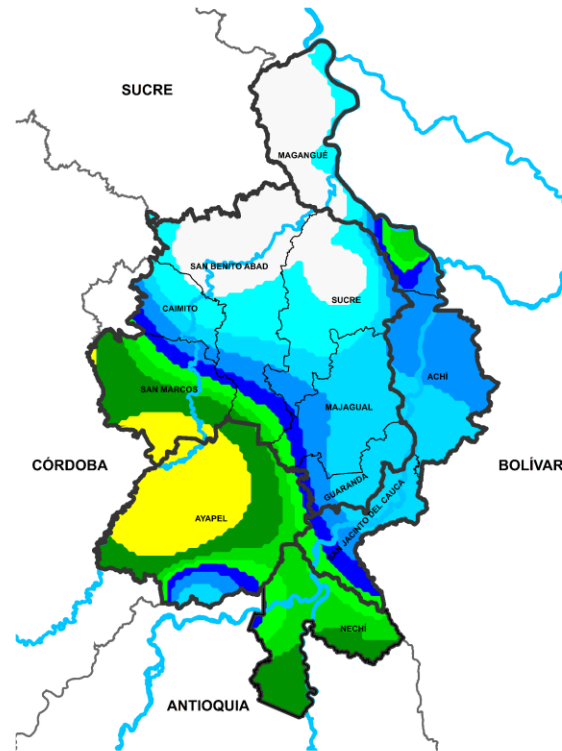 SUCRE
MAGANGUÉ
SAN BENITO ABAD
SUCRE
CAIMITO
ACHÍ
SAN MARCOS
MAJAGUAL
CÓRDOBA
BOLÍVAR
GUARANDA
SAN JACINTO DEL CAUCA
AYAPEL
NECHÍ
ANTIOQUIA